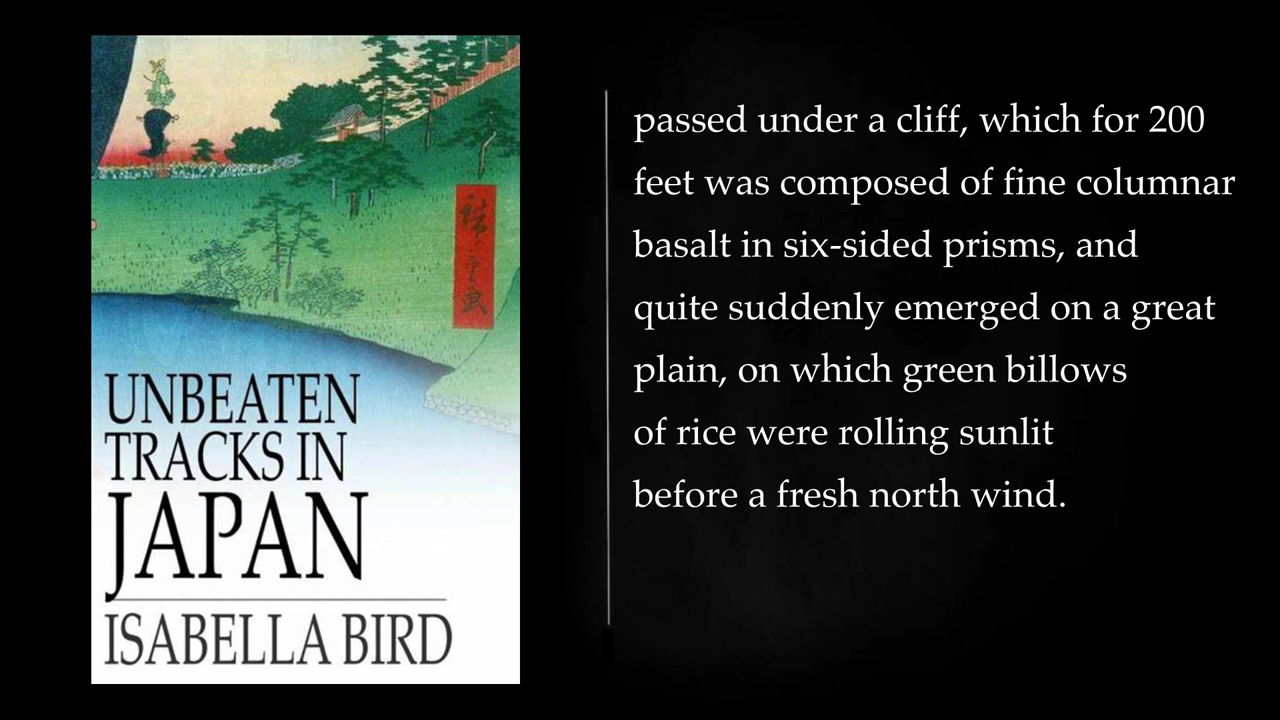 UNBEATEN
TRACKS IN
JAPAN
ISABELLA BIRD
passed under a cliff, which for 200
feet was composed of fine columnar
basalt in six-sided prisms, and
quite suddenly emerged on a great
plain, on which green billows
of rice were rolling sunlit
before a fresh north wind.